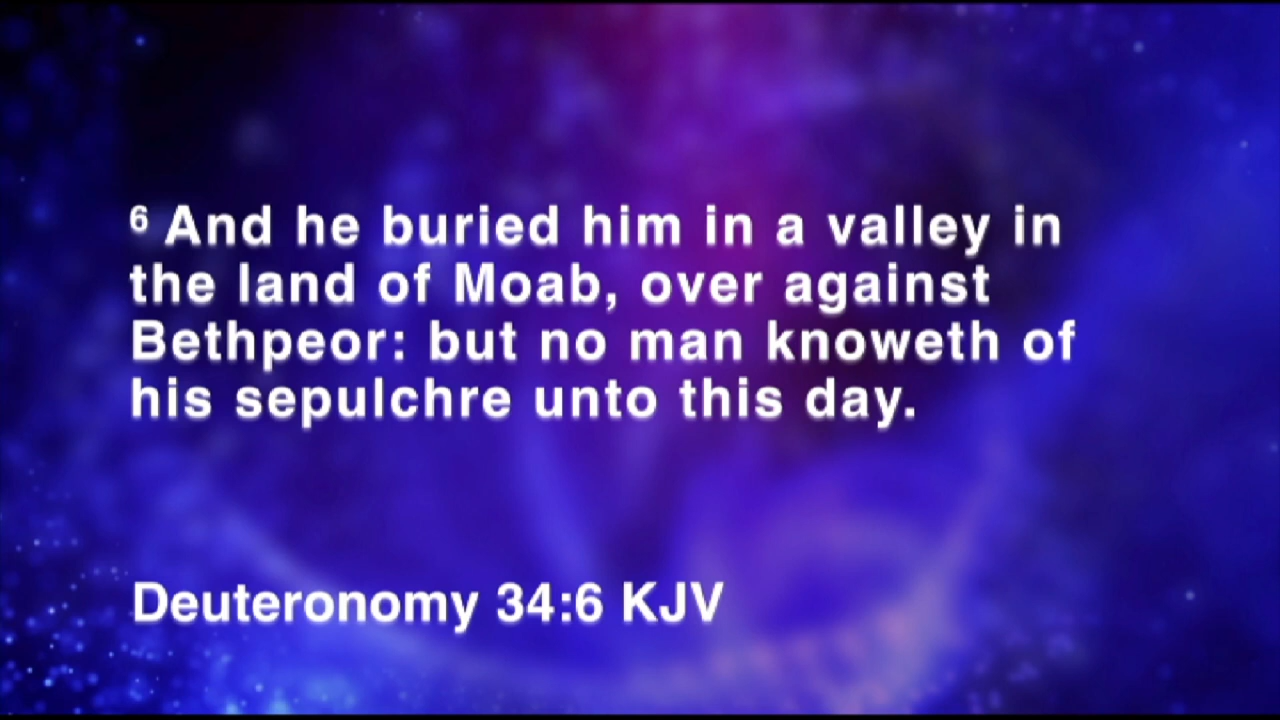 ⁶ And he buried him in a valley in
the land of Moab, over against
Bethpeor: but no man knoweth of
his sepulchre unto this day.
Deuteronomy 34:6 KJV